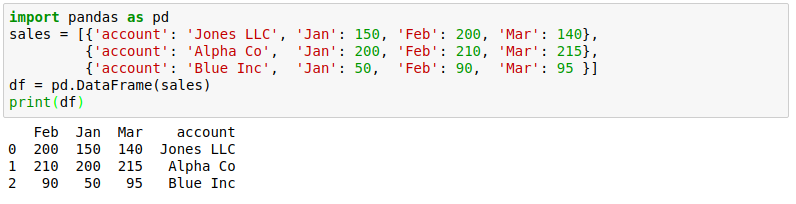 import pandas as pd
sales = [{'account': 'Jones LLC', 'Jan': 150, 'Feb': 200, 'Mar': 140},
         {'account': 'Alpha Co',  'Jan': 200, 'Feb': 210, 'Mar': 215},
         {'account': 'Blue Inc',  'Jan': 50,  'Feb': 90,  'Mar': 95 }]
df = pd.DataFrame(sales)
print(df)
   Feb  Jan  Mar    account
0  200  150  140  Jones LLC
1  210  200  215   Alpha Co
2   90   50   95   Blue Inc